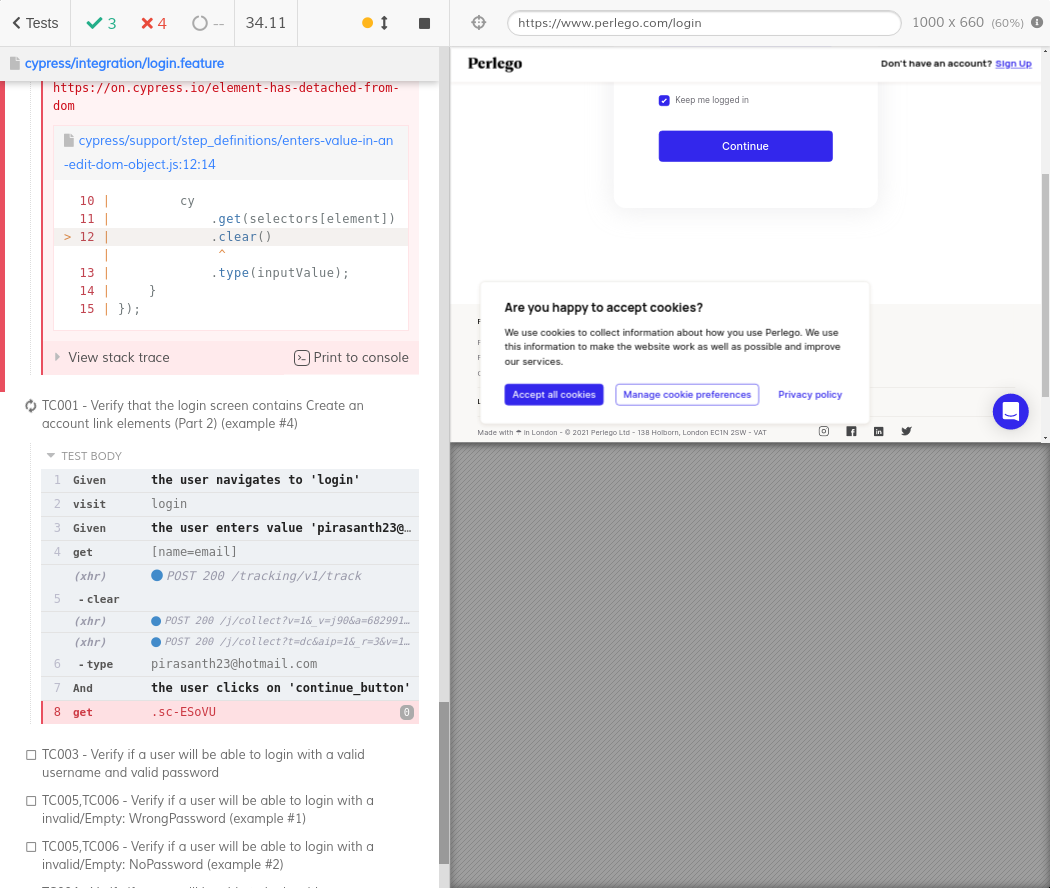 Tests
3
4
--
34.11
https://www.perlego.com/login
1000 x 660 (60%)
cypress/integration/login.feature
https://on.cypress.io/element-has-detached-from-
dom
cypress/support/step_definitions/enters-value-in-an
-edit-dom-object.js:12:14
10 | cy
11 | .get(selectors[element])
> 12 | .clear()
| ^
13 | .type(inputValue);
14 | }
15 | });
View stack trace
Print to console
TC001 - Verify that the login screen contains Create an
account link elements (Part 2) (example #4)
TEST BODY
1 Given the user navigates to 'login'
2 visit login
3 Given the user enters value 'pirasanth23@…
4 get [name=email]
(xhr) POST 200 /tracking/v1/track
5 -clear
(xhr) POST 200 /j/collect?v=1&_v=j90&a=682991…
(xhr) POST 200 /j/collect?t=dc&aip=1&_r=3&v=1…
6 -type pirasanth23@hotmail.com
7 And the user clicks on 'continue_button'
8 get .sc-ESoVU 0
TC003 - Verify if a user will be able to login with a valid
username and valid password
TC005,TC006 - Verify if a user will be able to login with a
invalid/Empty: WrongPassword (example #1)
TC005,TC006 - Verify if a user will be able to login with a
invalid/Empty: NoPassword (example #2)
Perlego
Don't have an account? Sign Up
Keep me logged in
Continue
Are you happy to accept cookies?
We use cookies to collect information about how you use Perlego. We use
this information to make the website work as well as possible and improve
our services.
Accept all cookies
Manage cookie preferences
Privacy policy
Made with ☂ in London - © 2021 Perlego Ltd - 138 Holborn, London EC1N 2SW - VAT